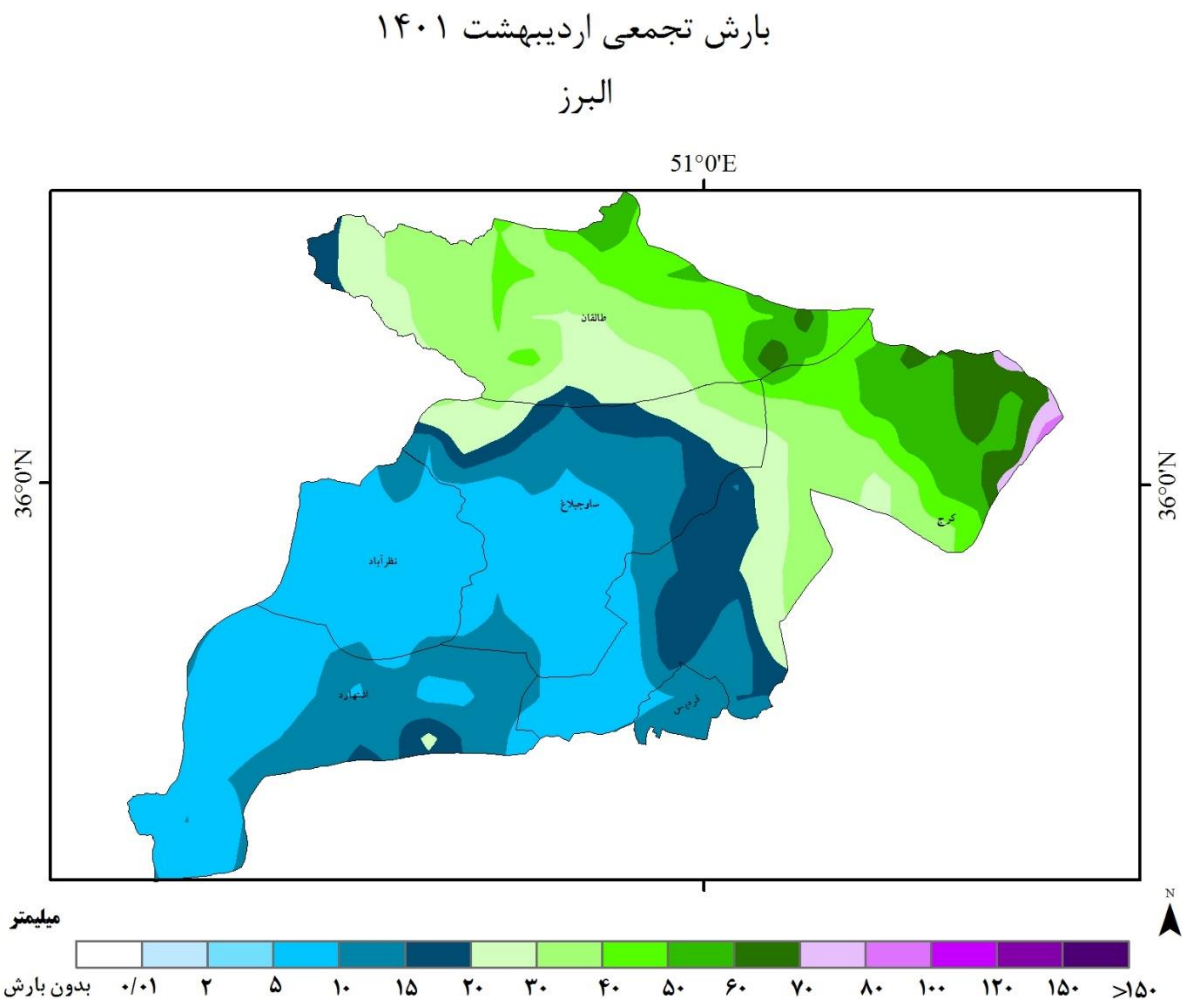 بارش تجمعی اردیبهشت ۱۴۰۱
البرز
51°0'E
36°0'N
36°0'N
طالقان
کرج
ساوجبلاغ
نظرآباد
اشتهارد
فردیس
N
میلیمتر
بدون بارش ۰/۰۱ ۲ ۵ ۱۰ ۱۵ ۲۰ ۳۰ ۴۰ ۵۰ ۶۰ ۷۰ ۸۰ ۱۰۰ ۱۲۰ ۱۵۰ >۱۵۰